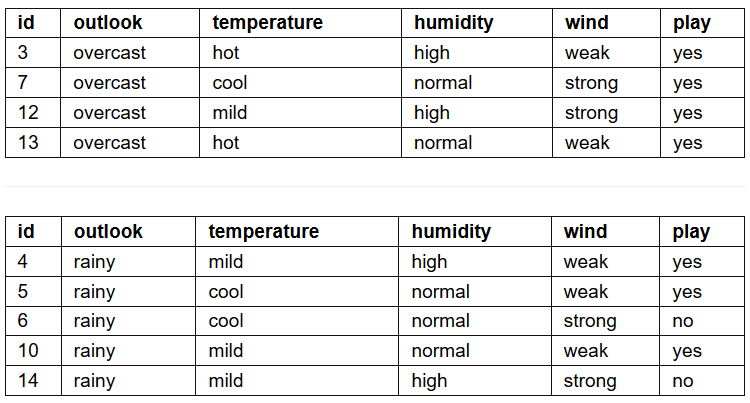 id outlook temperature humidity wind play
3 overcast hot high weak yes
7 overcast cool normal strong yes
12 overcast mild high strong yes
13 overcast hot normal weak yes
id outlook temperature humidity wind play
4 rainy mild high weak yes
5 rainy cool normal weak yes
6 rainy cool normal strong no
10 rainy mild normal weak yes
14 rainy mild high strong no